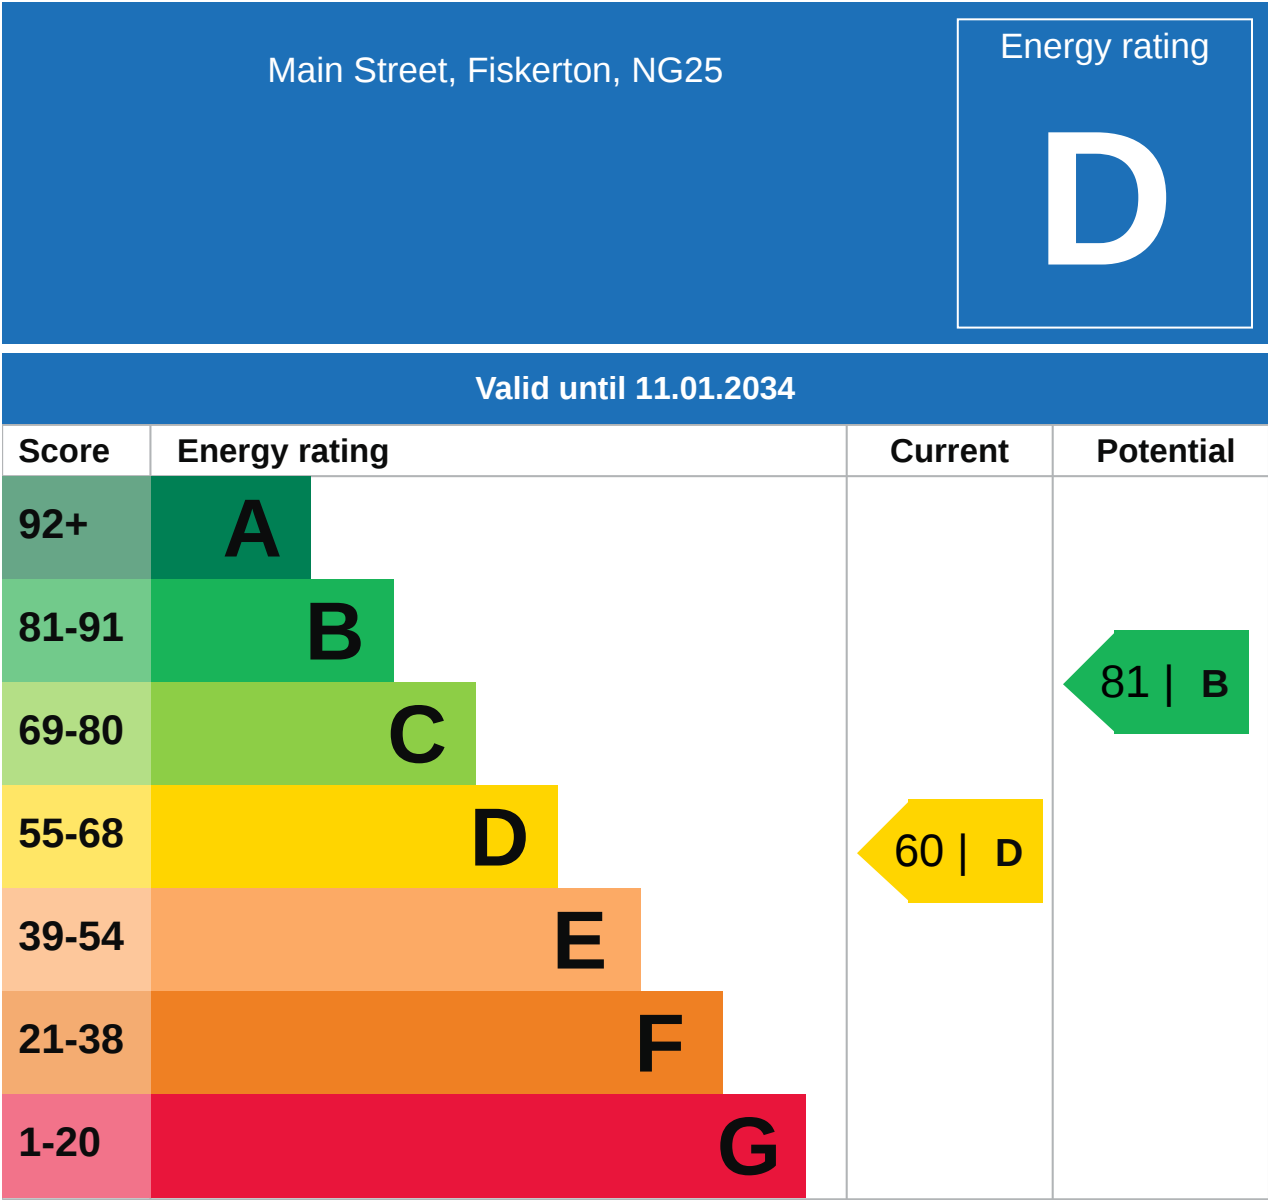 Main Street, Fiskerton, NG25
Energy rating
D
Valid until 11.01.2034
Score Energy rating Current Potential
92+ A
81-91 B
81 | B
69-80 C
55-68 D
60 | D
39-54 E
21-38 F
1-20 G